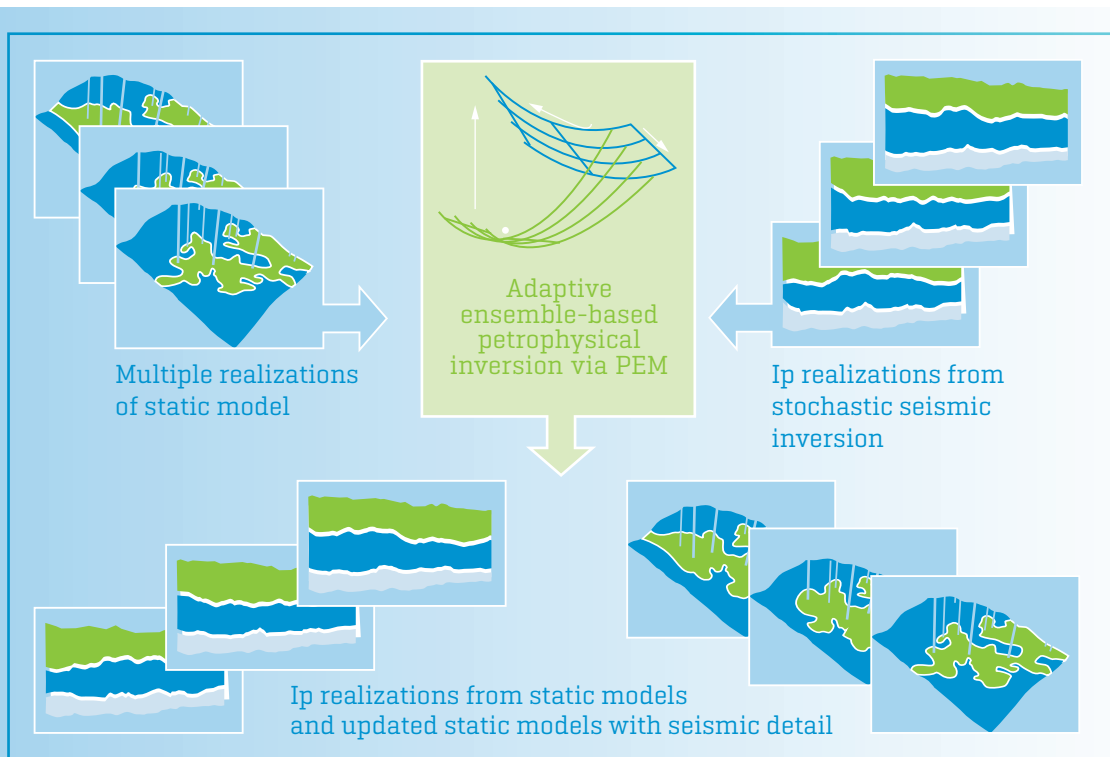 Adaptive
ensemble-based
petrophysical
inversion via PEM
Multiple realizations
of static model
Ip realizations from
stochastic seismic
inversion
Ip realizations from static models
and updated static models with seismic detail